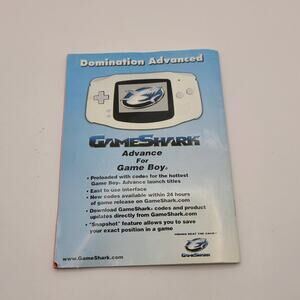 Domination Advanced
GAMESHARK
Advance
For
Game Boy®
• Preloaded with codes for the hottest
Game Boy® Advance launch titles
• Easy to use interface
• New codes available within 24 hours
of game release on GameShark.com
• Download GameShark® codes and product
updates directly from GameShark.com
• "Snapshot" feature allows you to save
your exact position in a game
www.GameShark.com
GAMESHARK